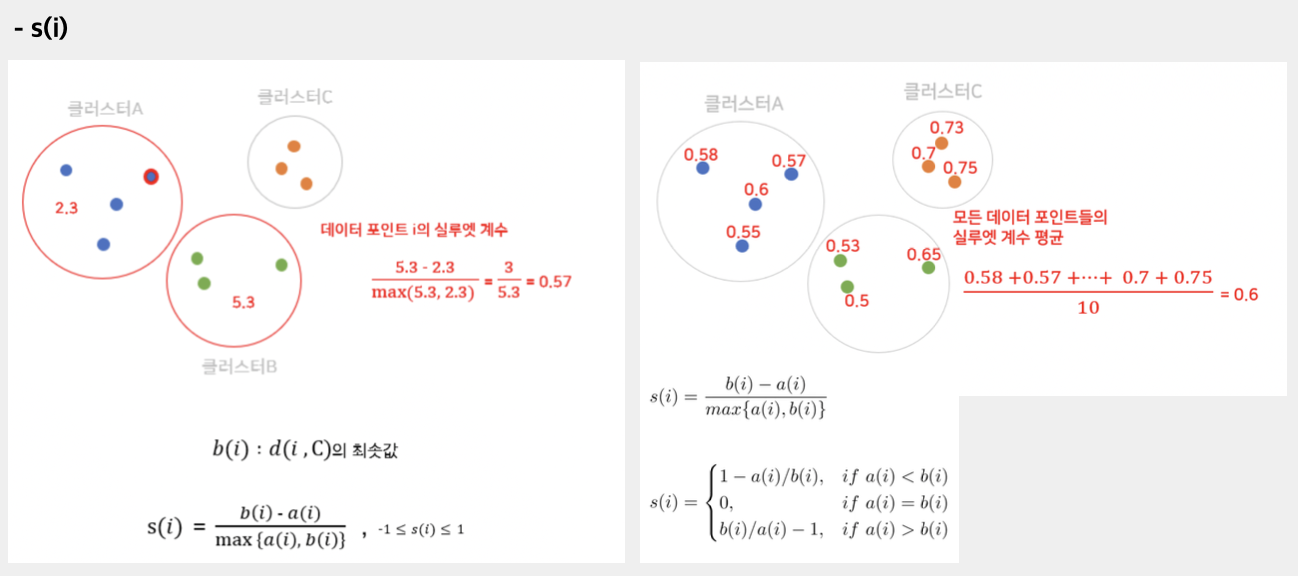 - s(i)
클러스터A
클러스터C
2.3
데이터 포인트 i의 실루엣 계수
5.3 - 2.3 / max(5.3, 2.3) = 3 / 5.3 = 0.57
5.3
클러스터B
b(i) : d(i ,C)의 최솟값
s(i) = b(i) - a(i) / max {a(i), b(i)} , -1 ≤ s(i) ≤ 1
클러스터A
클러스터C
0.73
0.58
0.57
0.7
0.75
0.6
0.55
모든 데이터 포인트들의
실루엣 계수 평균
0.53
0.65
0.5
0.58 +0.57 +⋯+ 0.7 + 0.75 / 10 = 0.6
s(i) = b(i) − a(i) / max{a(i), b(i)}
s(i) = { 1 − a(i)/b(i), if a(i) < b(i)
0, if a(i) = b(i)
b(i)/a(i) − 1, if a(i) > b(i)